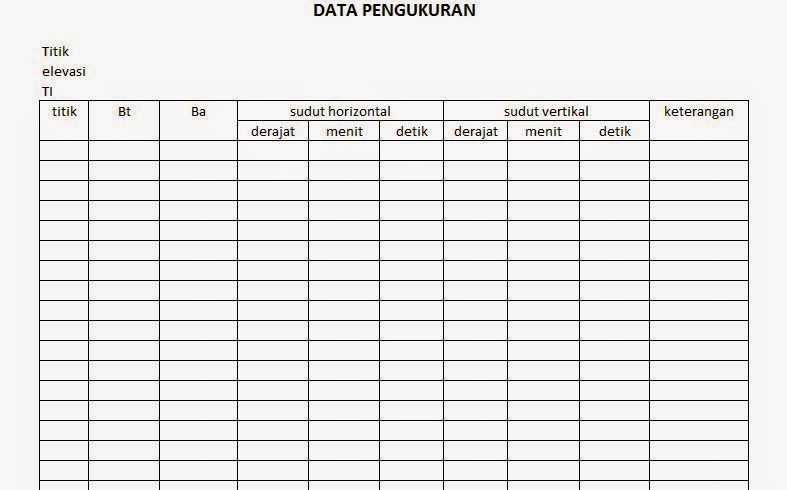 DATA PENGUKURAN
Titik
elevasi
TI
titik Bt Ba sudut horizontal sudut vertikal keterangan
derajat menit detik derajat menit detik